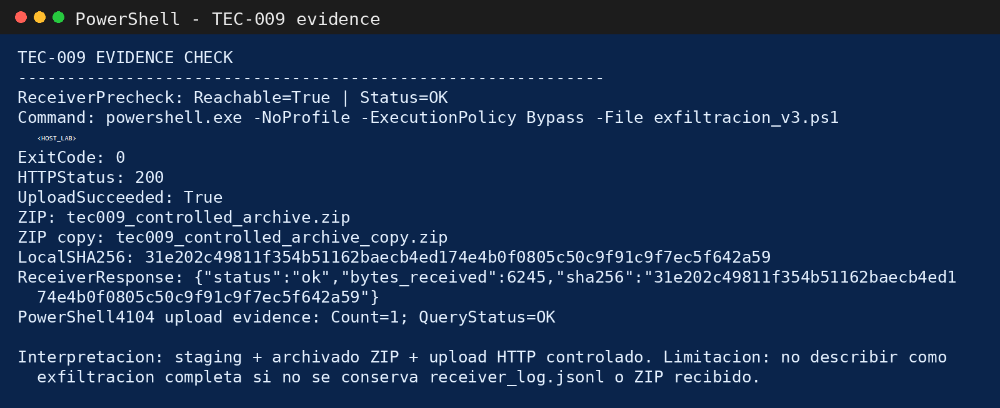 PowerShell - TEC-009 evidence
TEC-009 EVIDENCE CHECK
------------------------------------------------------------
ReceiverPrecheck: Reachable=True | Status=OK
Command: powershell.exe -NoProfile -ExecutionPolicy Bypass -File exfiltracion_v3.ps1
<HOST_LAB>
ExitCode: 0
HTTPStatus: 200
UploadSucceeded: True
ZIP: tec009_controlled_archive.zip
ZIP copy: tec009_controlled_archive_copy.zip
LocalSHA256: 31e202c49811f354b51162baecb4ed174e4b0f0805c50c9f91c9f7ec5f642a59
ReceiverResponse: {"status":"ok","bytes_received":6245,"sha256":"31e202c49811f354b51162baecb4ed1
74e4b0f0805c50c9f91c9f7ec5f642a59"}
PowerShell4104 upload evidence: Count=1; QueryStatus=OK
Interpretacion: staging + archivado ZIP + upload HTTP controlado. Limitacion: no describir como
exfiltracion completa si no se conserva receiver_log.jsonl o ZIP recibido.